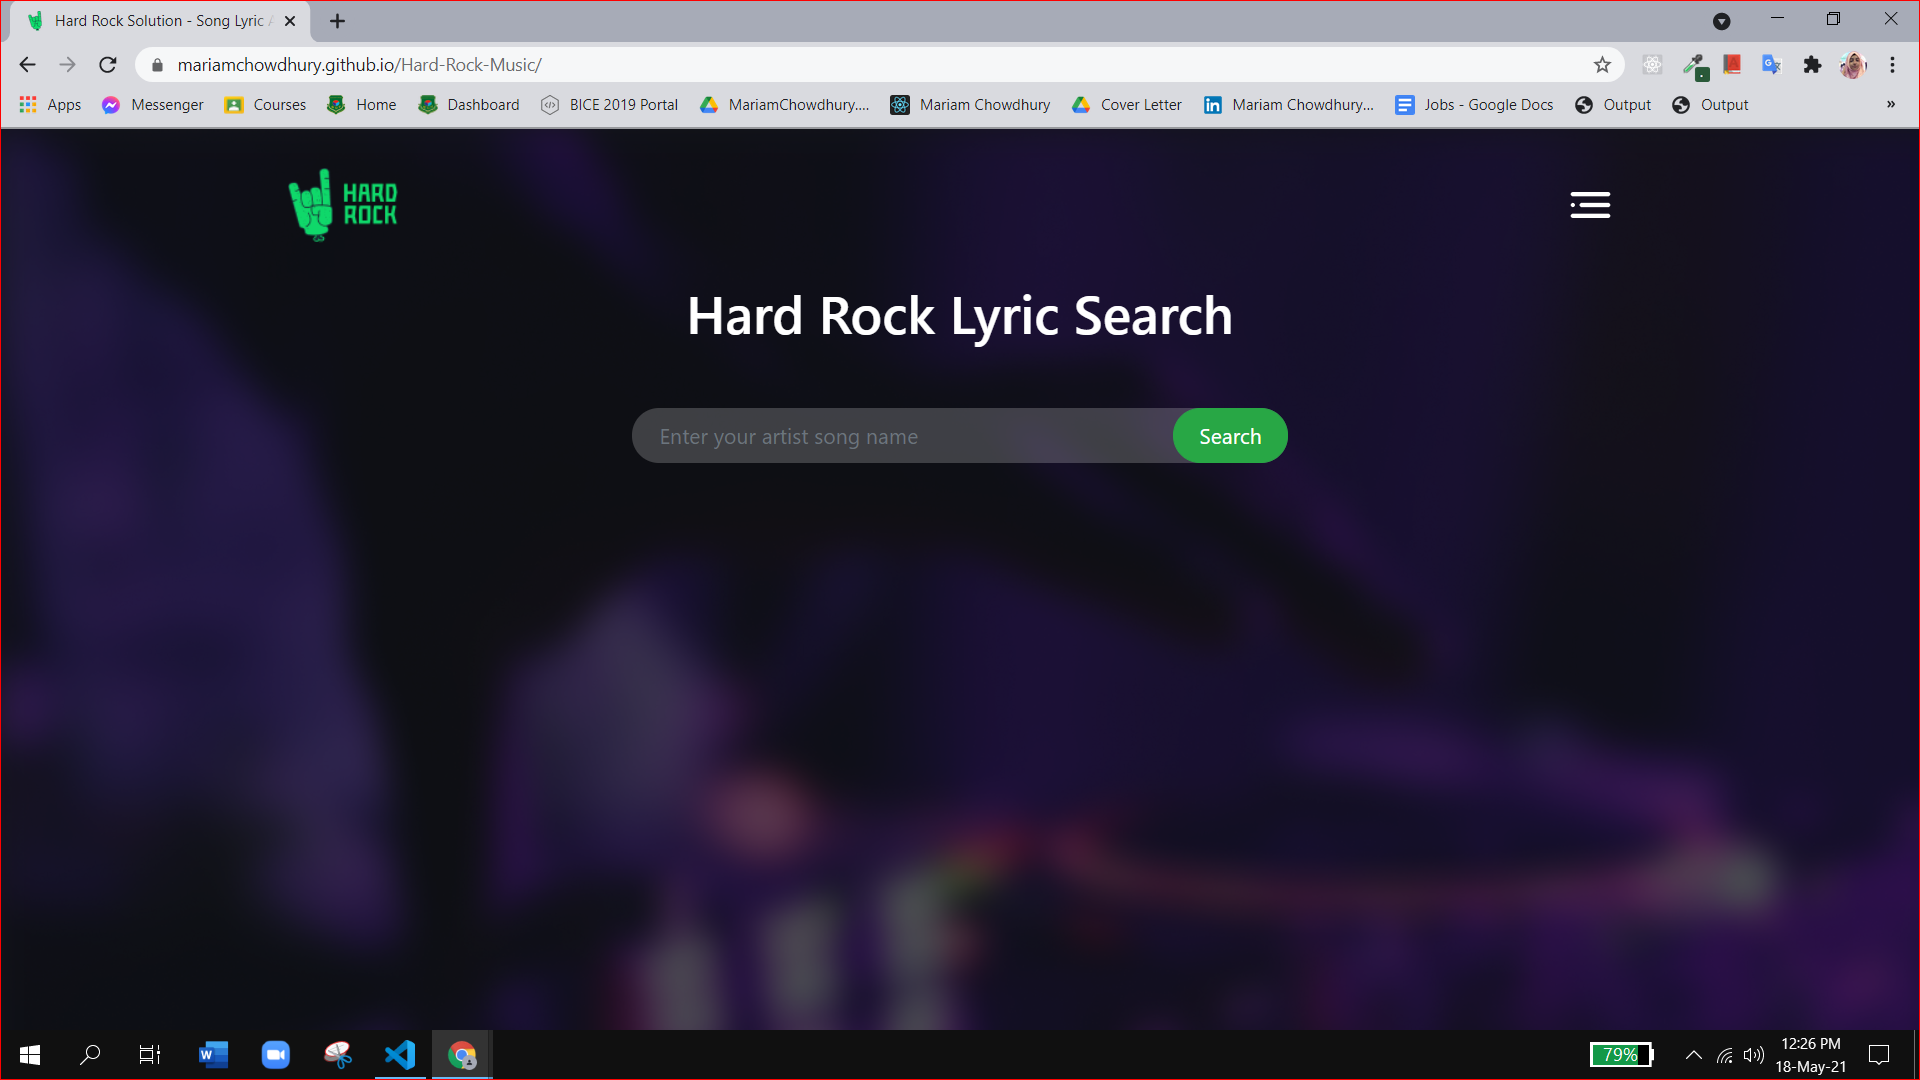 Hard Rock Solution - Song Lyric
mariamchowdhury.github.io/Hard-Rock-Music/
Apps Messenger Courses Home Dashboard BICE 2019 Portal MariamChowdhury.... Mariam Chowdhury Cover Letter Mariam Chowdhury... Jobs - Google Docs Output Output »
HARD
ROCK
Hard Rock Lyric Search
Enter your artist song name Search
79%
12:26 PM
18-May-21